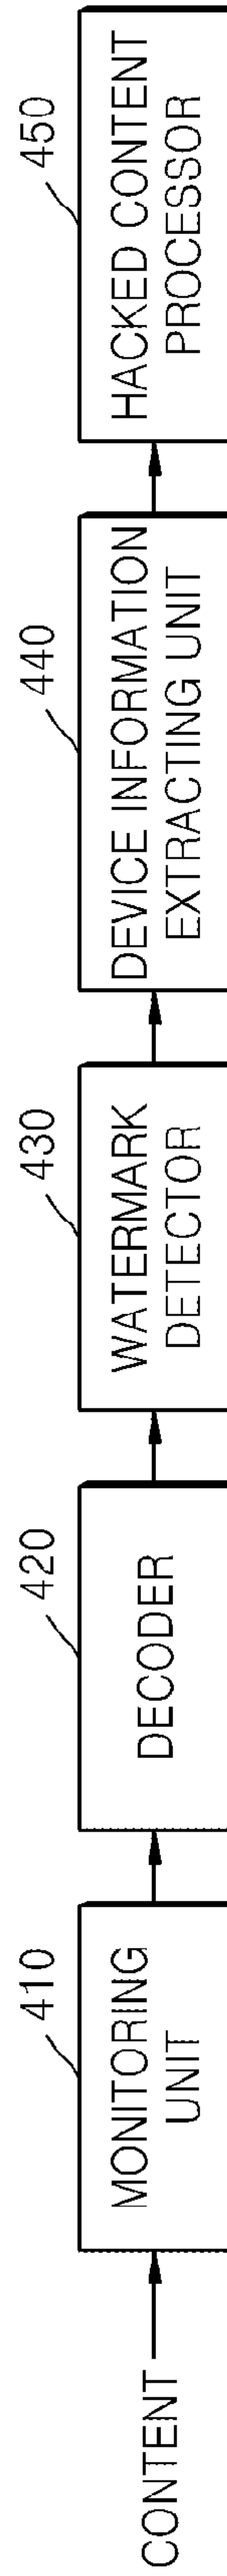 CONTENT
410
MONITORING
UNIT
420
DECODER
430
WATERMARK
DETECTOR
440
DEVICE INFORMATION
EXTRACTING UNIT
450
HACKED CONTENT
PROCESSOR